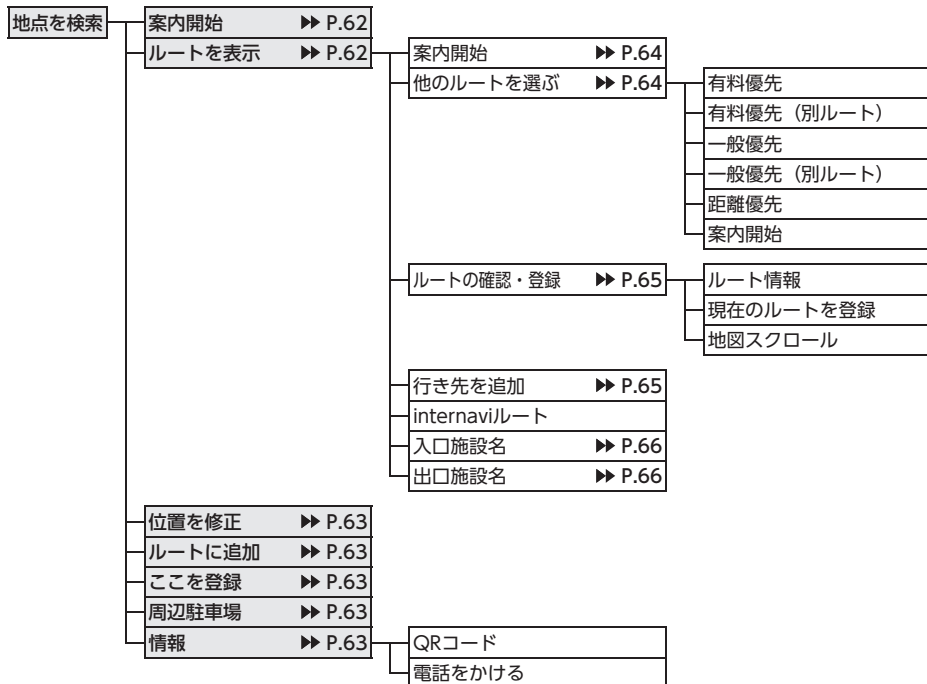 地点を検索
案内開始 ▶▶ P.62
ルートを表示 ▶▶ P.62
案内開始 ▶▶ P.64
他のルートを選ぶ ▶▶ P.64
有料優先
有料優先（別ルート）
一般優先
一般優先（別ルート）
距離優先
案内開始
ルートの確認・登録 ▶▶ P.65
ルート情報
現在のルートを登録
地図スクロール
行き先を追加 ▶▶ P.65
internaviルート
入口施設名 ▶▶ P.66
出口施設名 ▶▶ P.66
位置を修正 ▶▶ P.63
ルートに追加 ▶▶ P.63
ここを登録 ▶▶ P.63
周辺駐車場 ▶▶ P.63
情報 ▶▶ P.63
QRコード
電話をかける